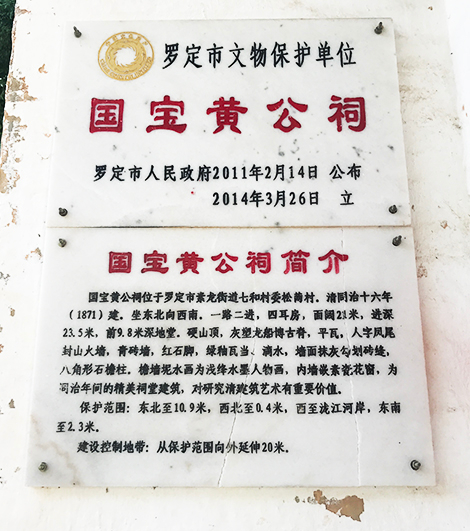 罗定市文物保护单位
国宝黄公祠
罗定市人民政府2011年2月14日 公布
2014年3月26日 立
国宝黄公祠简介
国宝黄公祠位于罗定市素龙街道七和村委松菌村。清同治十六年
（1871）建。坐东北向西南。一路二进，四耳房，面阔21米，进深
23.5米，前9.8米深地堂。硬山顶，灰塑龙船博古脊，平瓦，人字凤尾
封山火墙，青砖墙，红石脚，绿釉瓦当、滴水，墙面抹灰勾划砖缝，
八角形石檐柱。檐墙妮水画为浅绛水墨人物画，内墙嵌素瓷花窗，为
同治年间的精美祠堂建筑，对研究清建筑艺术有重要价值。
保护范围：东北至10.9米，西北至0.4米，西至泷江河岸，东南
至2.3米。
建设控制地带：从保护范围向外延伸20米。